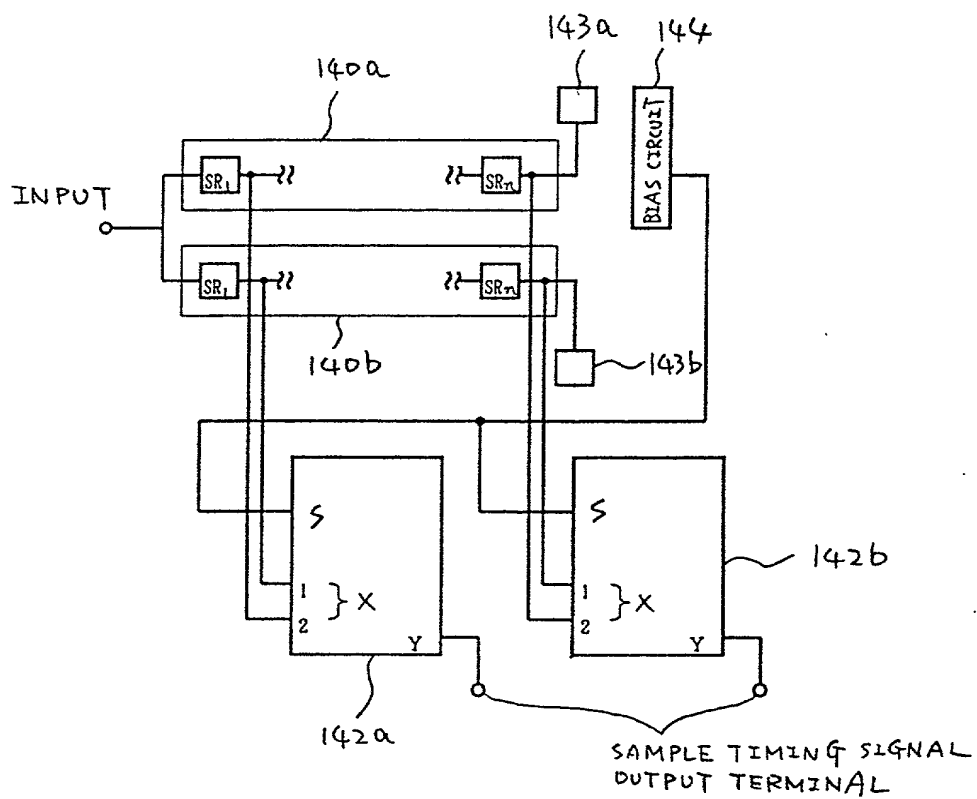 143a
144
140a
BIAS CIRCUIT
SR1
SRn
INPUT
SR1
SRn
140b
143b
S
S
142b
1
2
X
1
2
X
Y
Y
142a
SAMPLE TIMING SIGNAL
OUTPUT TERMINAL